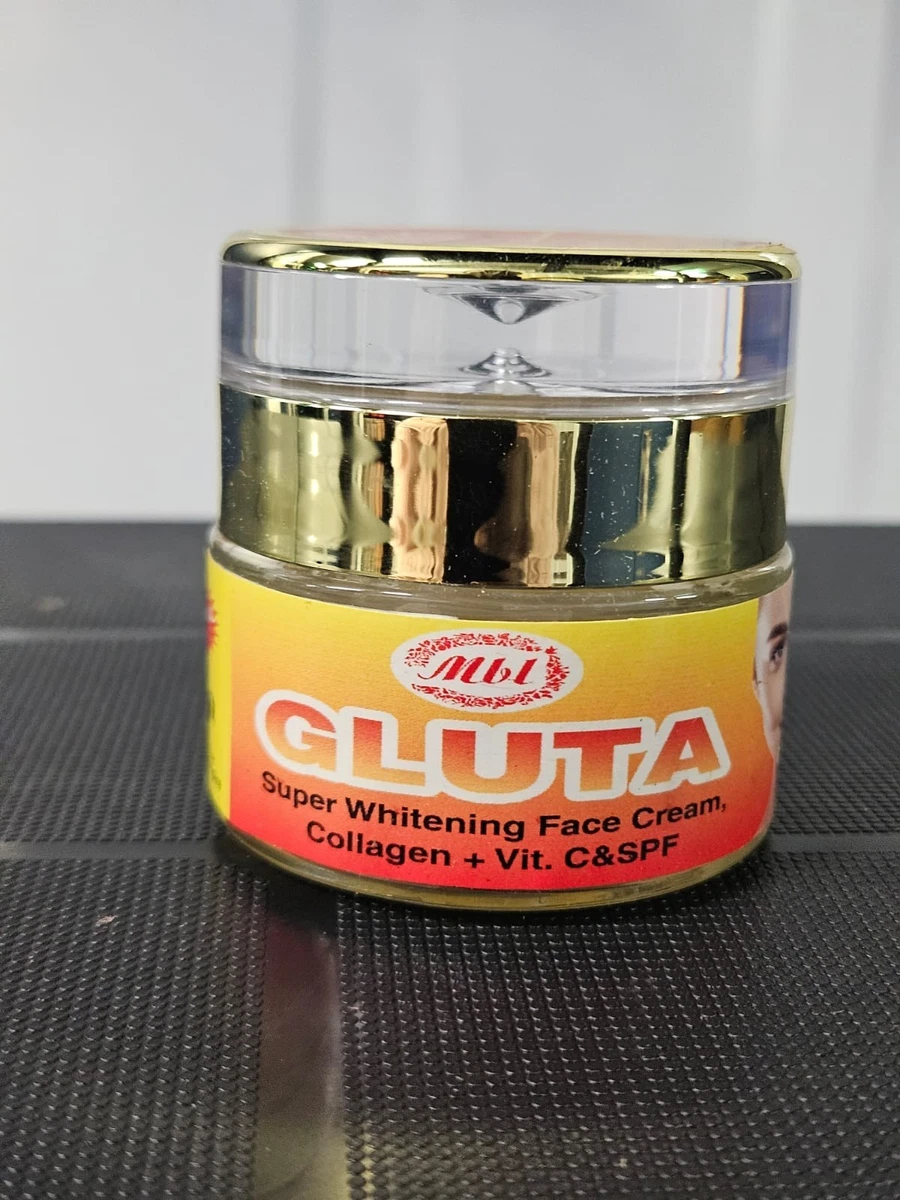 Mbl
GLUTA
Super Whitening Face Cream,
Collagen + Vit. C&SPF